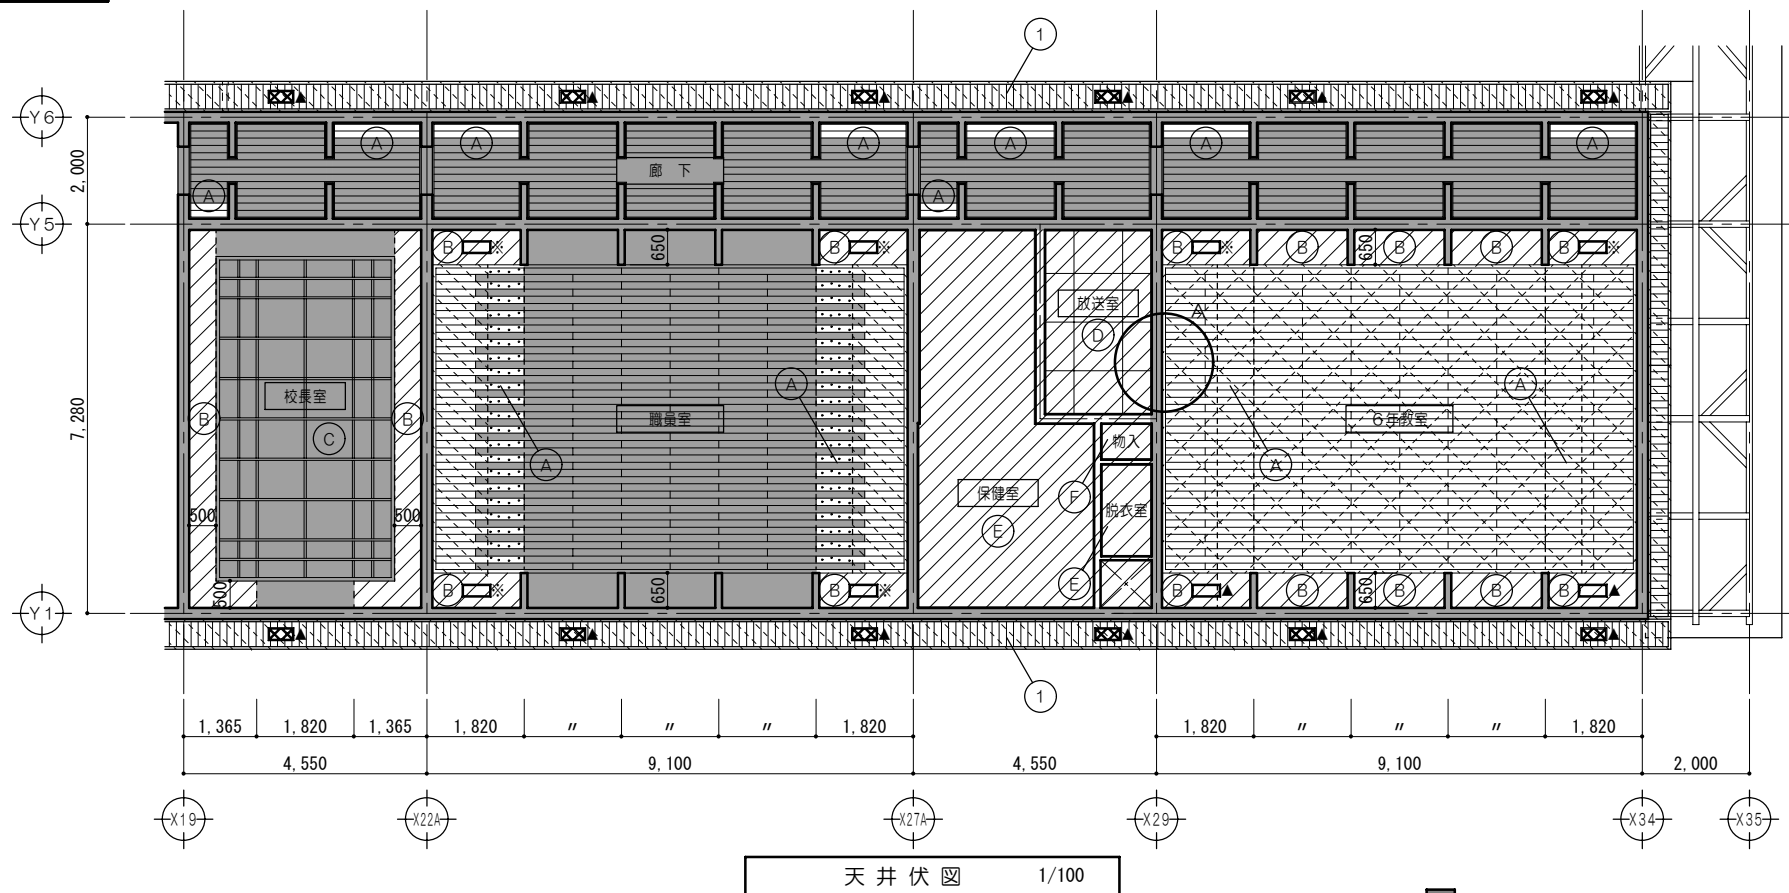 1
▲ ▲ ▲ ▲ ▲ ▲
Y6
A A A A A A
2,000
廊 下
A A
Y5
B ※ 650 B ※ B ※ B 650 B B B ※
放送室
A
D
A A
校長室
B B
職員室
6年教室
7,280
C
物入
A A
保健室
F
500 500
脱衣室
E
E
500
B ※ 650 B ※ B ▲ B 650 B B B ▲
Y1
▲ ▲ ▲ ▲ ▲ ▲
1
1,365 1,820 1,365 1,820 〃 〃 〃 1,820 1,820 〃 〃 〃 1,820
4,550 9,100 4,550 9,100 2,000
X19 X22A X27A X29 X34 X35
天井伏図 1/100